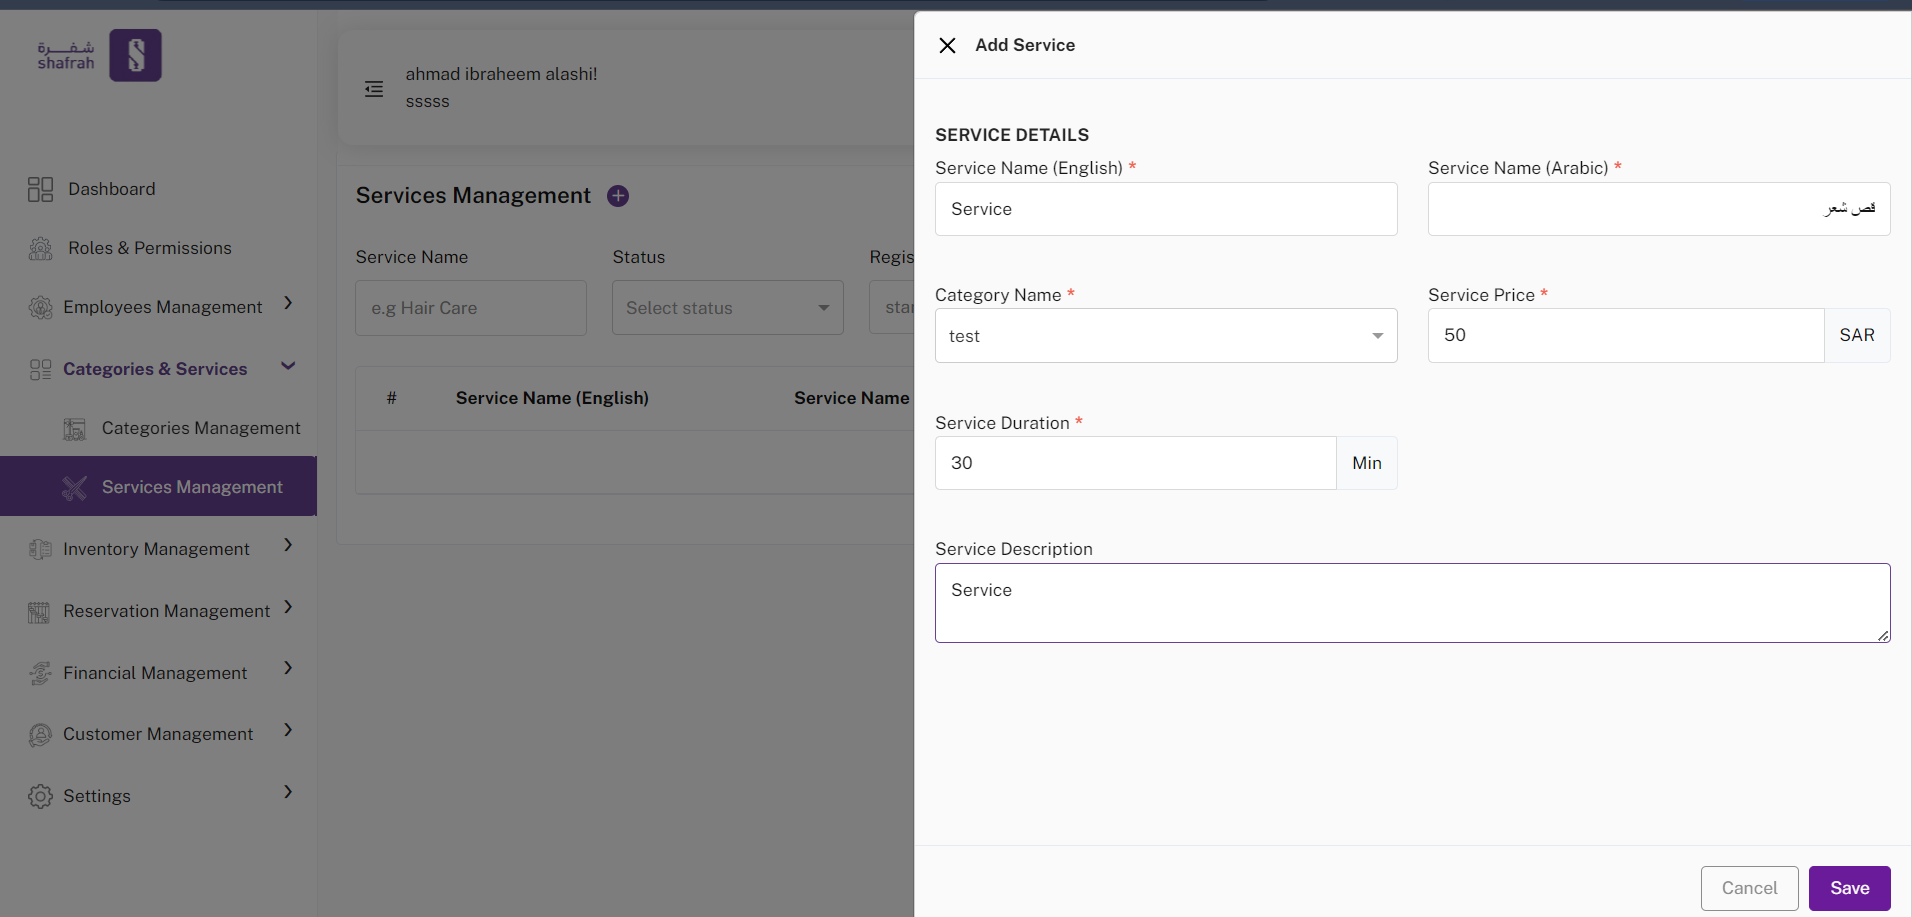 شفرة
shafrah
Dashboard
Roles & Permissions
Employees Management
Categories & Services
Categories Management
Services Management
Inventory Management
Reservation Management
Financial Management
Customer Management
Settings
ahmad ibraheem alashi!
sssss
Services Management
Service Name
Status
Regis
e.g Hair Care
Select status
star
#
Service Name (English)
Service Name
Add Service
SERVICE DETAILS
Service Name (English) *
Service Name (Arabic) *
Service
قص شعر
Category Name *
Service Price *
test
50
SAR
Service Duration *
30
Min
Service Description
Service
Cancel
Save